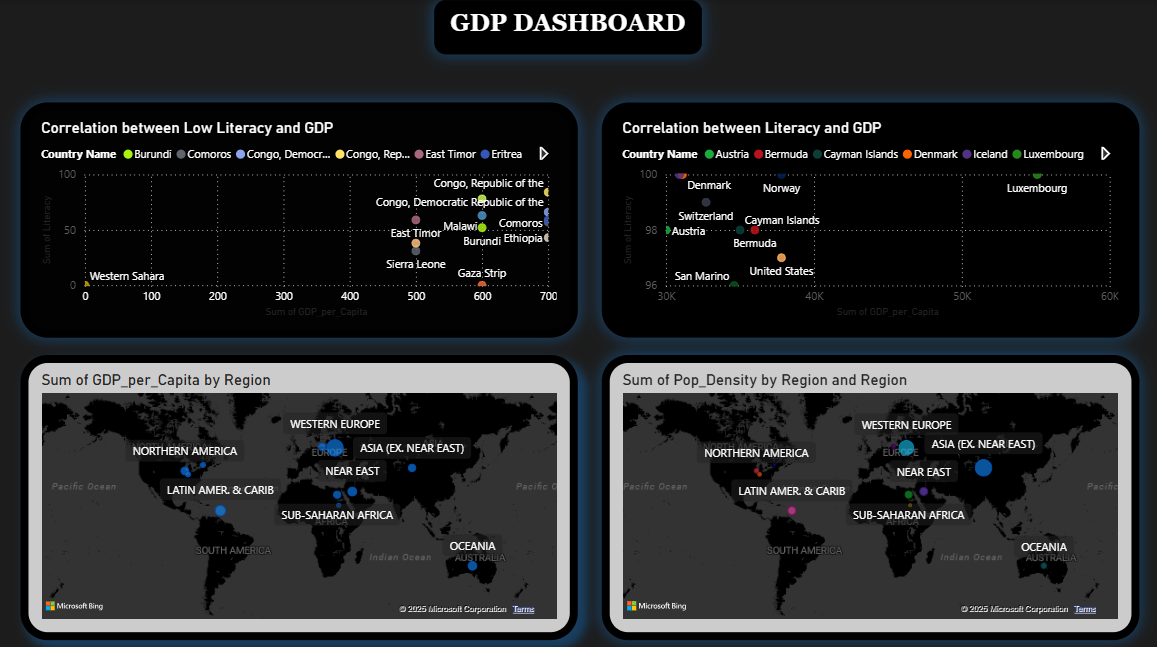 GDP DASHBOARD
Correlation between Low Literacy and GDP
Country Name Burundi Comoros Congo, Democr... Congo, Rep... East Timor Eritrea
Sum of Literacy
100
50
0
Congo, Republic of the
Congo, Democratic Republic of the
Malawi
Comoros
East Timor
Burundi
Ethiopia
Sierra Leone
Gaza Strip
Western Sahara
0 100 200 300 400 500 600 700
Sum of GDP_per_Capita
Correlation between Literacy and GDP
Country Name Austria Bermuda Cayman Islands Denmark Iceland Luxembourg
Sum of Literacy
100
98
96
Denmark
Norway
Luxembourg
Switzerland
Cayman Islands
Austria
Bermuda
United States
San Marino
30K 40K 50K 60K
Sum of GDP_per_Capita
Sum of GDP_per_Capita by Region
WESTERN EUROPE
NORTHERN AMERICA
NORTH AMERICA
EUROPE
ASIA (EX. NEAR EAST)
NEAR EAST
Pacific Ocean
Pacific O
LATIN AMER. & CARIB
SUB-SAHARAN AFRICA
AFRICA
SOUTH AMERICA
OCEANIA
Indian Ocean
AUSTRALIA
Microsoft Bing
© 2025 Microsoft Corporation Terms
Sum of Pop_Density by Region and Region
WESTERN EUROPE
NORTHERN AMERICA
NORTH AMERICA
EUROPE
ASIA (EX. NEAR EAST)
NEAR EAST
Pacific Ocean
Pacific
LATIN AMER. & CARIB
SUB-SAHARAN AFRICA
AFRICA
SOUTH AMERICA
OCEANIA
Indian Ocean
AUSTRALIA
Microsoft Bing
© 2025 Microsoft Corporation Terms